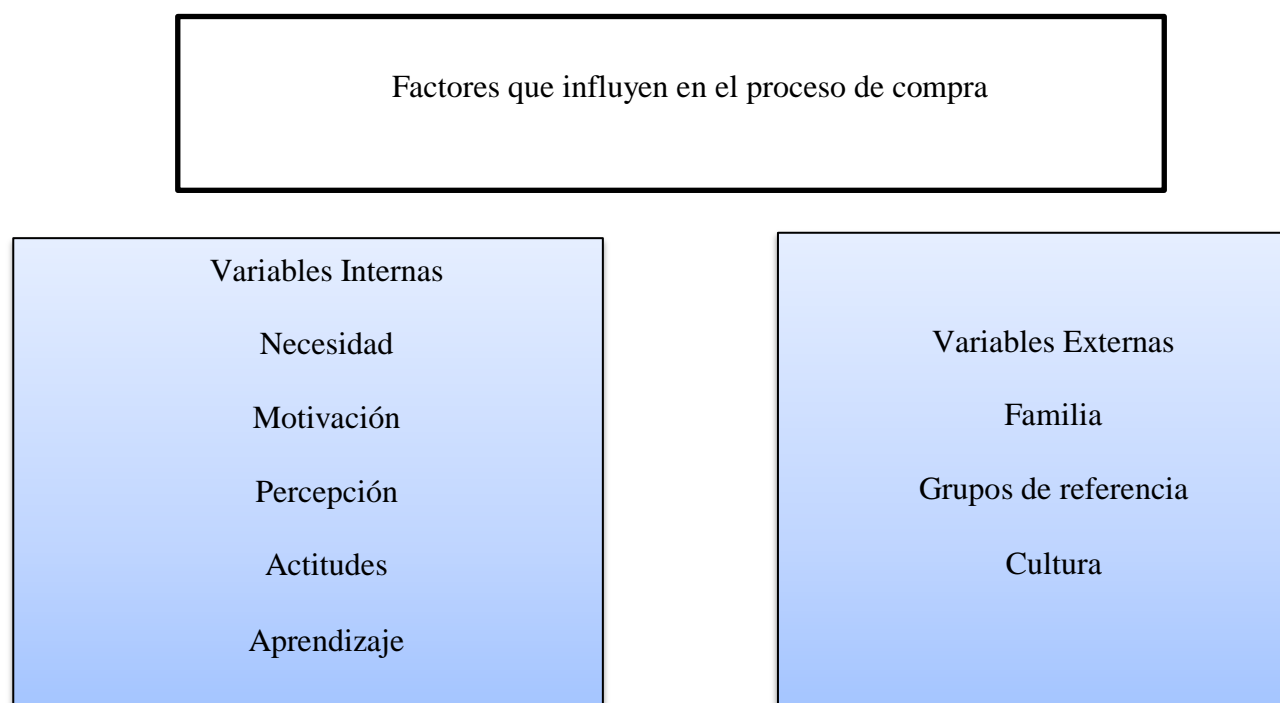 Factores que influyen en el proceso de compra
Variables Internas
Necesidad
Motivación
Percepción
Actitudes
Aprendizaje
Variables Externas
Familia
Grupos de referencia
Cultura